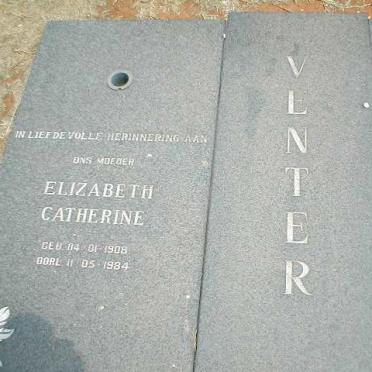 IN LIEFDEVOLLE HERINNERING AAN
ONS MOEDER
ELIZABETH
CATHERINE
GEB. 04-01-1908
OORL. 11-05-1984
VENTER